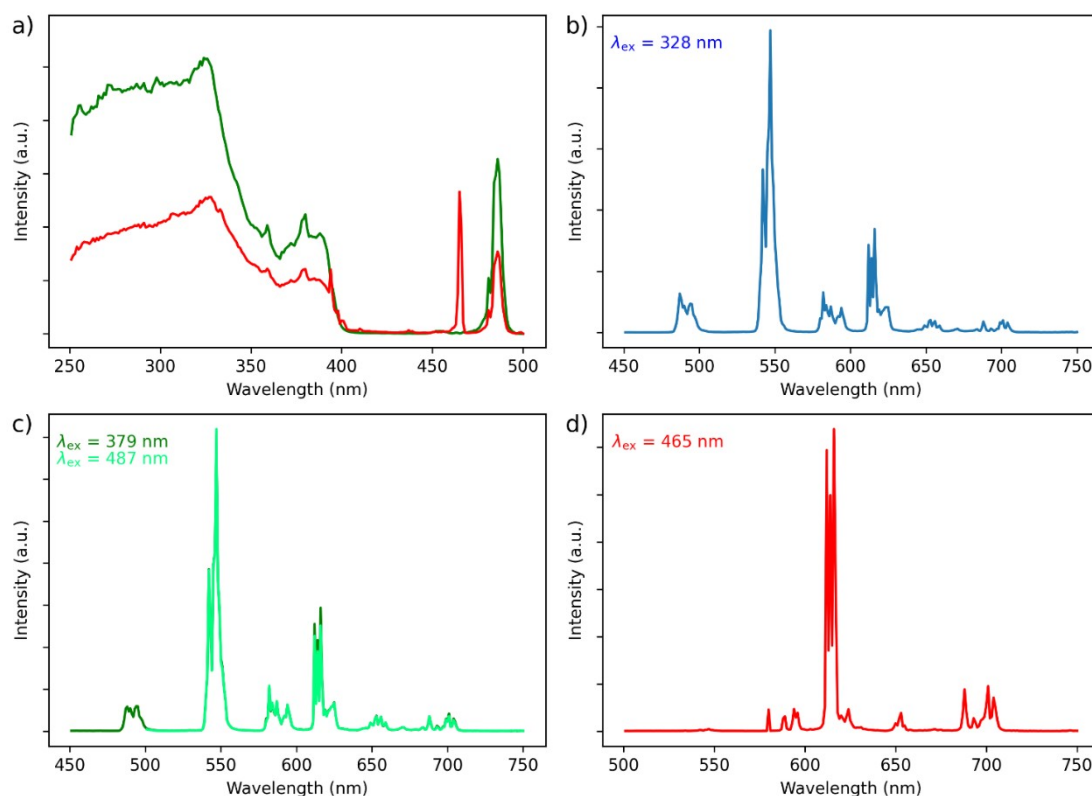 a)
Intensity (a.u.)
250 300 350 400 450 500
Wavelength (nm)
b)
λex = 328 nm
Intensity (a.u.)
450 500 550 600 650 700 750
Wavelength (nm)
c)
λex = 379 nm
λex = 487 nm
Intensity (a.u.)
450 500 550 600 650 700 750
Wavelength (nm)
d)
λex = 465 nm
Intensity (a.u.)
500 550 600 650 700 750
Wavelength (nm)